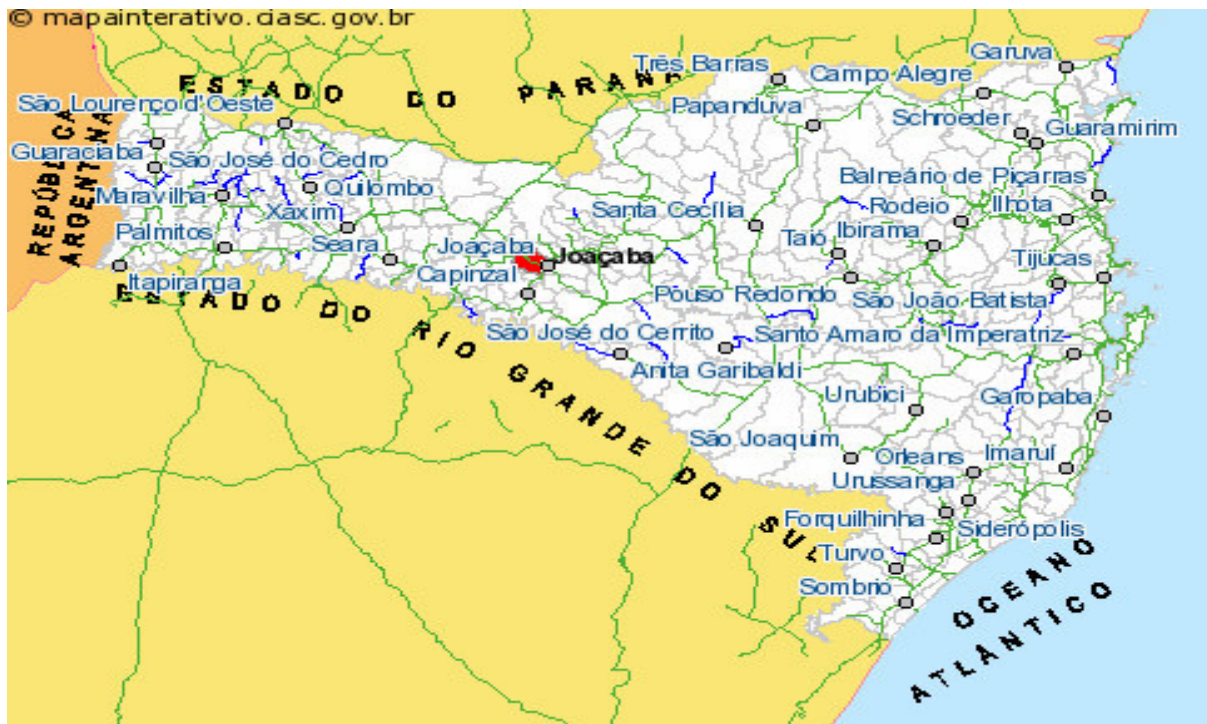 © mapainterativo.ciasc.gov.br
Garuva
Três Barras
Campo Alegre
ESTADO DO PARANÁ
São Lourenço d'Oeste
Papanduva
Schroeder
Guaramirim
Guaraciaba
São José do Cedro
REPÚBLICA
ARGENTINA
Maravilha
Quilombo
Balneário de Piçarras
Xaxim
Santa Cecília
Rodeio
Ilhota
Palmitos
Seara
Joaçaba
Joaçaba
Taió
Ibirama
Tijucas
Itapiranga
Capinzal
Pouso Redondo
São João Batista
ESTADO DO RIO GRANDE DO SUL
São José do Cerrito
Santo Amaro da Imperatriz
Anita Garibaldi
Urubici
Garopaba
São Joaquim
Orleans
Imaruí
Urussanga
Forquilhinha
Siderópolis
Turvo
Sombrio
OCEANO
ATLÂNTICO